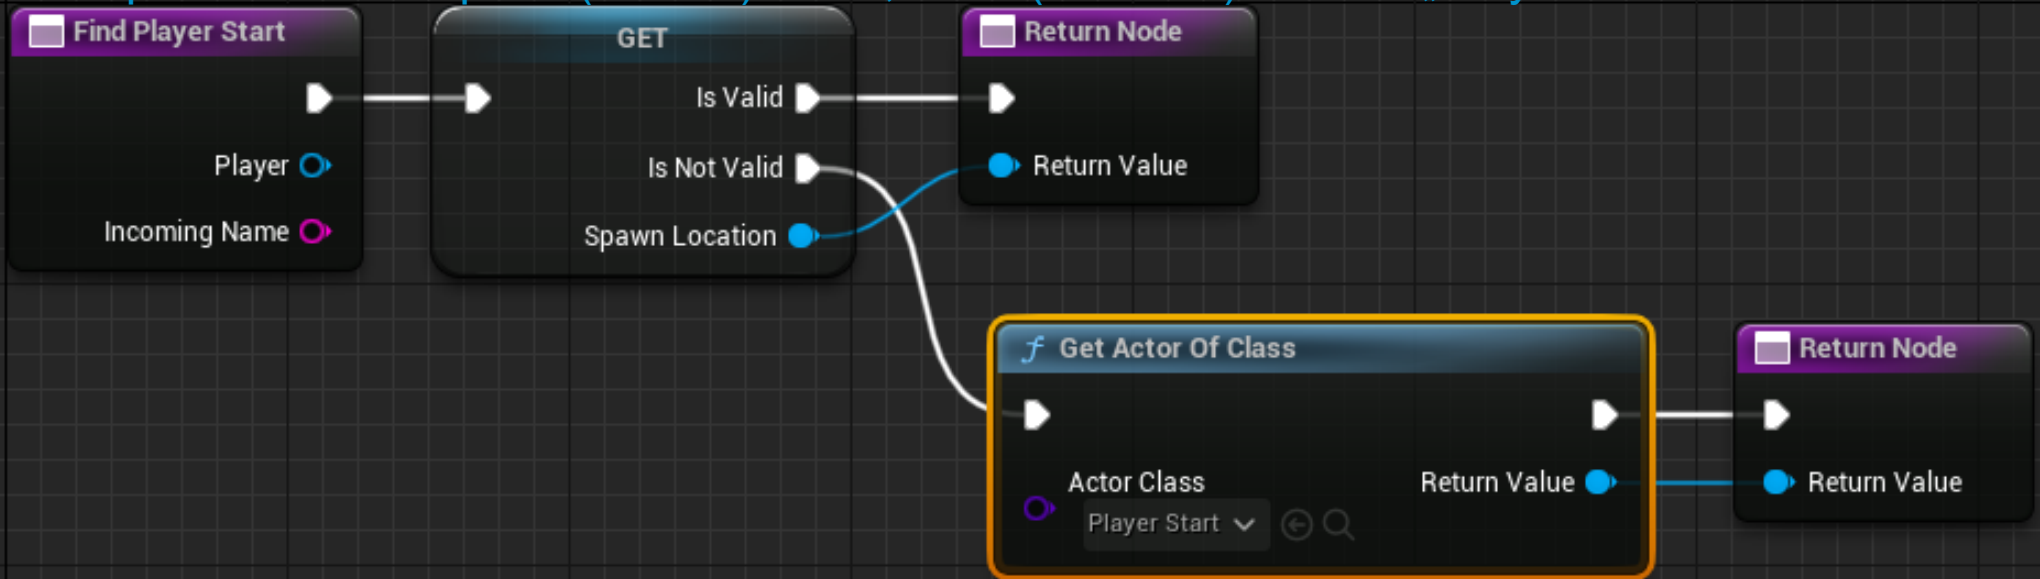 Find Player Start
Player
Incoming Name
GET
Is Valid
Is Not Valid
Spawn Location
Return Node
Return Value
Get Actor Of Class
Actor Class
Player Start
Return Value
Return Node
Return Value